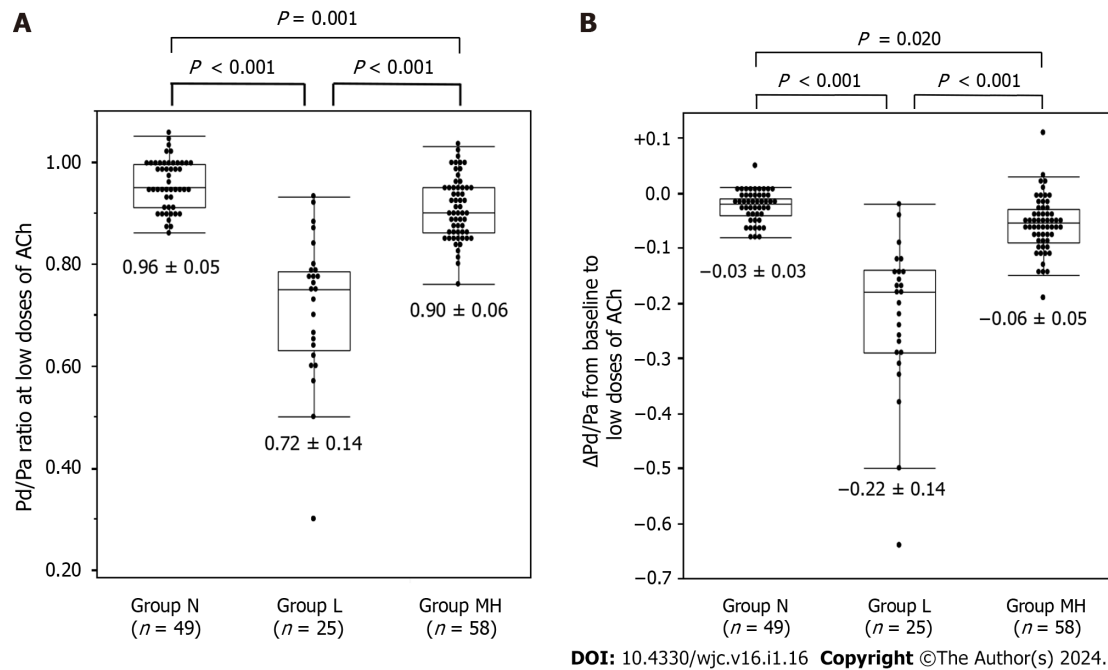 A
P = 0.001
P < 0.001
P < 0.001
Pd/Pa ratio at low doses of ACh
1.00
0.80
0.60
0.40
0.20
0.96 ± 0.05
0.72 ± 0.14
0.90 ± 0.06
Group N
(n = 49)
Group L
(n = 25)
Group MH
(n = 58)
B
P = 0.020
P < 0.001
P < 0.001
ΔPd/Pa from baseline to
low doses of ACh
+0.1
0.0
−0.1
−0.2
−0.3
−0.4
−0.5
−0.6
−0.7
−0.03 ± 0.03
−0.22 ± 0.14
−0.06 ± 0.05
Group N
(n = 49)
Group L
(n = 25)
Group MH
(n = 58)
DOI: 10.4330/wjc.v16.i1.16 Copyright ©The Author(s) 2024.